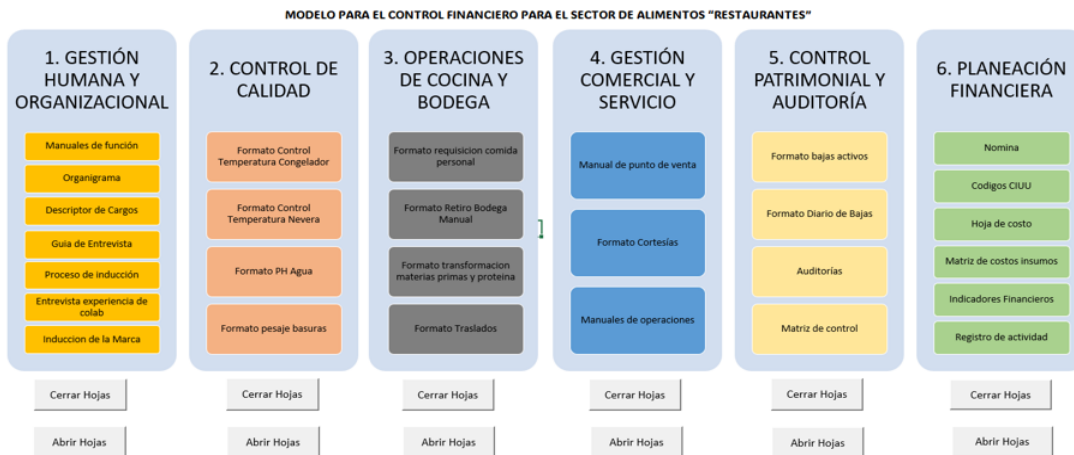 MODELO PARA EL CONTROL FINANCIERO PARA EL SECTOR DE ALIMENTOS "RESTAURANTES"
1. GESTIÓN
HUMANA Y
ORGANIZACIONAL
Manuales de función
Organigrama
Descriptor de Cargos
Guia de Entrevista
Proceso de inducción
Entrevista experiencia de
colab
Induccion de la Marca
Cerrar Hojas
Abrir Hojas
2. CONTROL DE
CALIDAD
Formato Control
Temperatura Congelador
Formato Control
Temperatura Nevera
Formato PH Agua
Formato pesaje basuras
Cerrar Hojas
Abrir Hojas
3. OPERACIONES
DE COCINA Y
BODEGA
Formato requisicion comida
personal
Formato Retiro Bodega
Manual
Formato transformacion
materias primas y proteina
Formato Traslados
Cerrar Hojas
Abrir Hojas
4. GESTIÓN
COMERCIAL Y
SERVICIO
Manual de punto de venta
Formato Cortesías
Manuales de operaciones
Cerrar Hojas
Abrir Hojas
5. CONTROL
PATRIMONIAL Y
AUDITORÍA
Formato bajas activos
Formato Diario de Bajas
Auditorías
Matriz de control
Cerrar Hojas
Abrir Hojas
6. PLANEACIÓN
FINANCIERA
Nomina
Codigos CIUU
Hoja de costo
Matriz de costos insumos
Indicadores Financieros
Registro de actividad
Cerrar Hojas
Abrir Hojas